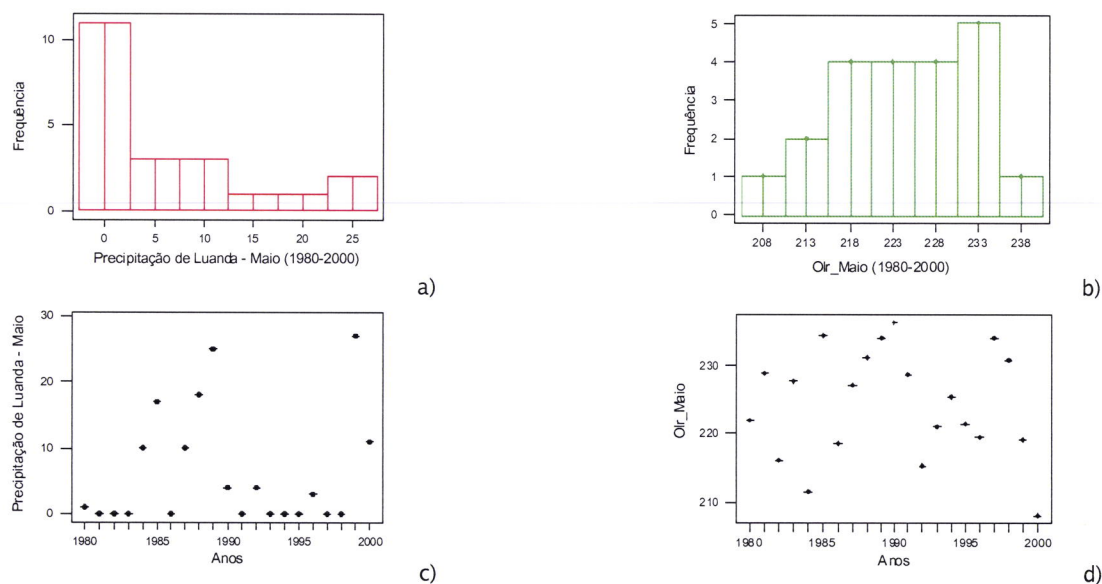 10
5
0
Frequência
0 5 10 15 20 25
Precipitação de Luanda - Maio (1980-2000)
a)
5
4
3
2
1
0
Frequência
208 213 218 223 228 233 238
Olr_Maio (1980-2000)
b)
30
20
10
0
Precipitação de Luanda - Maio
1980 1985 1990 1995 2000
Anos
c)
230
220
210
Olr_Maio
1980 1985 1990 1995 2000
Anos
d)